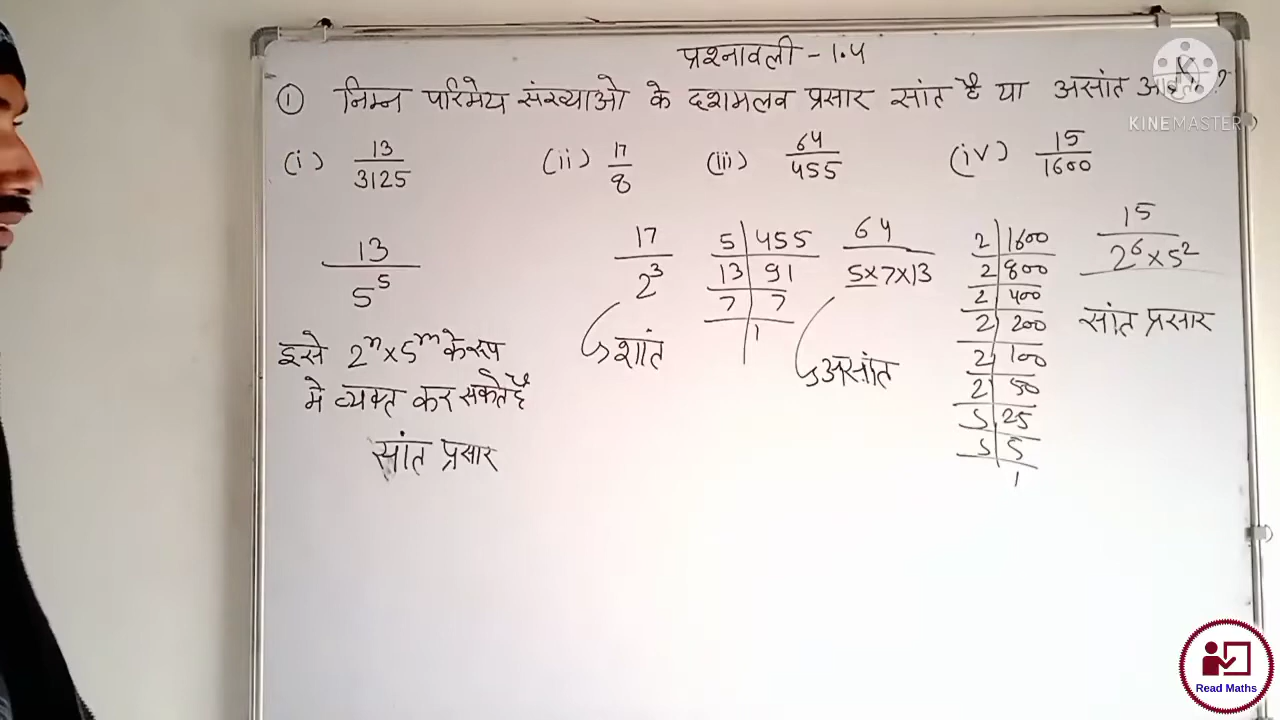 प्रश्नावली - 1.4
① निम्न परिमेय संख्याओ के दशमलव प्रसार सांत है या असांत ?
KINEMASTER
(i) 13/3125 (ii) 17/8 (iii) 64/455 (iv) 15/1600
13/5⁵
इसे 2ⁿ×5ᵐ के रूप
मे व्यक्त कर सकते है
सांत प्रसार
17/2³
शांत
5 | 455
13 | 91
7 | 7
1
64/5×7×13
असांत
2 | 1600
2 | 800
2 | 400
2 | 200
2 | 100
2 | 50
5 | 25
5 | 5
1
15/2⁶×5²
सांत प्रसार
Read Maths